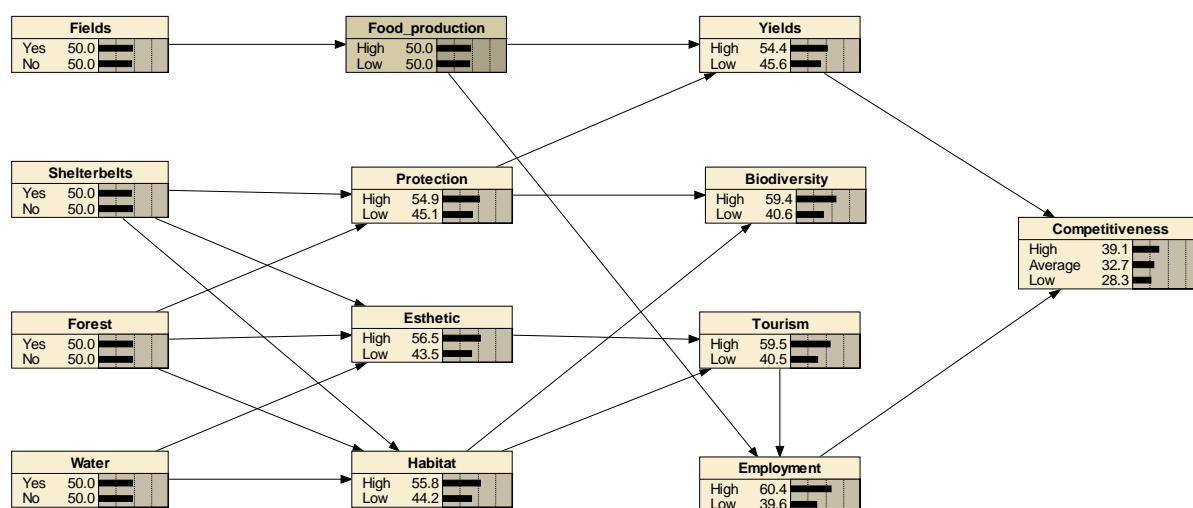 Fields
Yes 50.0
No 50.0
Food_production
High 50.0
Low 50.0
Yields
High 54.4
Low 45.6
Shelterbelts
Yes 50.0
No 50.0
Protection
High 54.9
Low 45.1
Biodiversity
High 59.4
Low 40.6
Competitiveness
High 39.1
Average 32.7
Low 28.3
Forest
Yes 50.0
No 50.0
Esthetic
High 56.5
Low 43.5
Tourism
High 59.5
Low 40.5
Water
Yes 50.0
No 50.0
Habitat
High 55.8
Low 44.2
Employment
High 60.4
Low 39.6